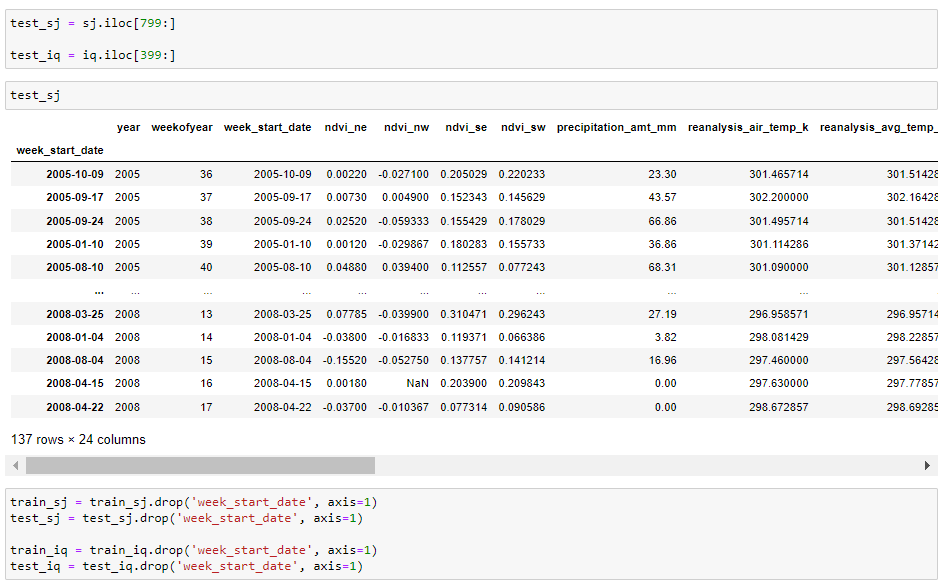 test_sj = sj.iloc[799:]
test_iq = iq.iloc[399:]
test_sj
year weekofyear week_start_date ndvi_ne ndvi_nw ndvi_se ndvi_sw precipitation_amt_mm reanalysis_air_temp_k reanalysis_avg_temp_
week_start_date
2005-10-09 2005 36 2005-10-09 0.00220 -0.027100 0.205029 0.220233 23.30 301.465714 301.51428
2005-09-17 2005 37 2005-09-17 0.00730 0.004900 0.152343 0.145629 43.57 302.200000 302.16428
2005-09-24 2005 38 2005-09-24 0.02520 -0.059333 0.155429 0.178029 66.86 301.495714 301.51428
2005-01-10 2005 39 2005-01-10 0.00120 -0.029867 0.180283 0.155733 36.86 301.114286 301.37142
2005-08-10 2005 40 2005-08-10 0.04880 0.039400 0.112557 0.077243 68.31 301.090000 301.12857
... ... ... ... ... ... ... ... ... ...
2008-03-25 2008 13 2008-03-25 0.07785 -0.039900 0.310471 0.296243 27.19 296.958571 296.95714
2008-01-04 2008 14 2008-01-04 -0.03800 -0.016833 0.119371 0.066386 3.82 298.081429 298.22857
2008-08-04 2008 15 2008-08-04 -0.15520 -0.052750 0.137757 0.141214 16.96 297.460000 297.56428
2008-04-15 2008 16 2008-04-15 0.00180 NaN 0.203900 0.209843 0.00 297.630000 297.77857
2008-04-22 2008 17 2008-04-22 -0.03700 -0.010367 0.077314 0.090586 0.00 298.672857 298.69285
137 rows × 24 columns
train_sj = train_sj.drop('week_start_date', axis=1)
test_sj = test_sj.drop('week_start_date', axis=1)
train_iq = train_iq.drop('week_start_date', axis=1)
test_iq = test_iq.drop('week_start_date', axis=1)